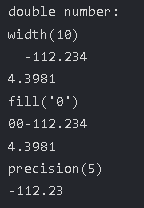 double number:
width(10)
  -112.234
4.3981
fill('0')
00-112.234
4.3981
precision(5)
-112.23